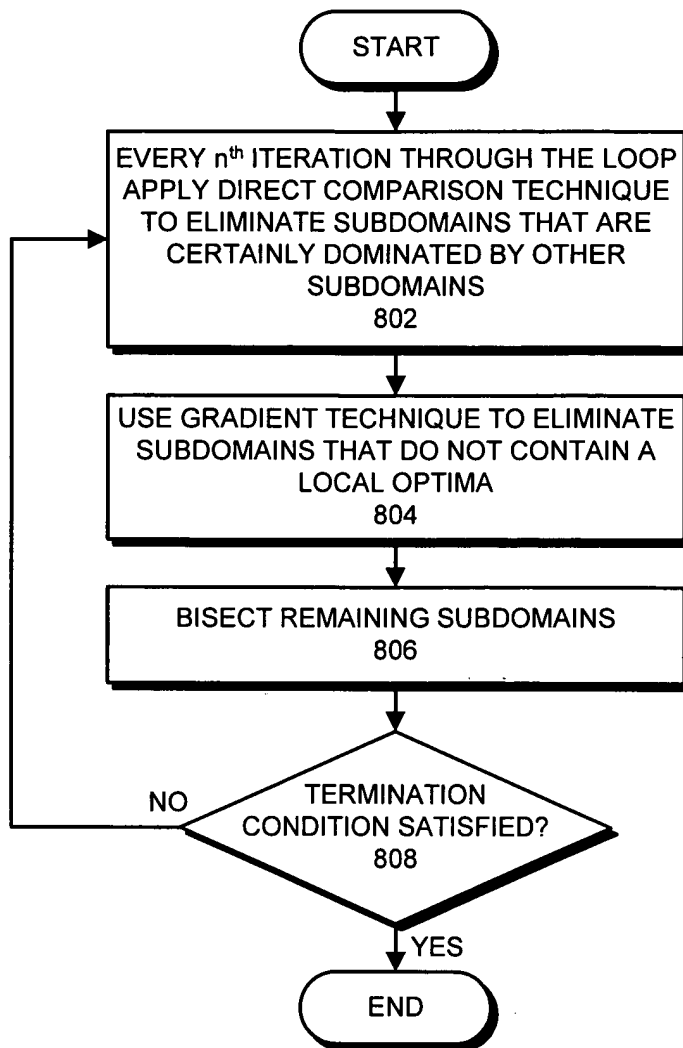 START
EVERY nth ITERATION THROUGH THE LOOP
APPLY DIRECT COMPARISON TECHNIQUE
TO ELIMINATE SUBDOMAINS THAT ARE
CERTAINLY DOMINATED BY OTHER
SUBDOMAINS
802
USE GRADIENT TECHNIQUE TO ELIMINATE
SUBDOMAINS THAT DO NOT CONTAIN A
LOCAL OPTIMA
804
BISECT REMAINING SUBDOMAINS
806
NO
TERMINATION
CONDITION SATISFIED?
808
YES
END